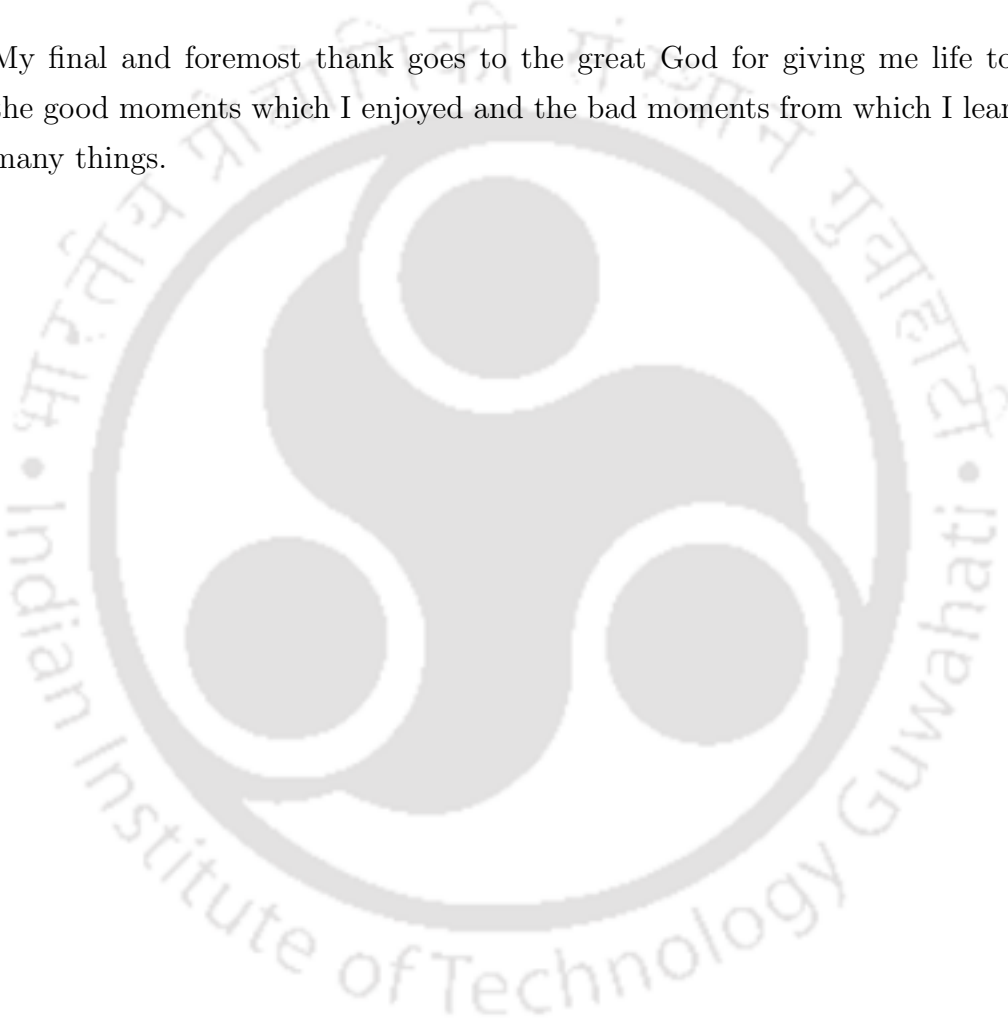 My final and foremost thank goes to the great God for giving me life to
the good moments which I enjoyed and the bad moments from which I lear
many things.
भारतीय प्रौद्योगिकी संस्थान गुवाहाटी
• Indian Institute of Technology Guwahati •